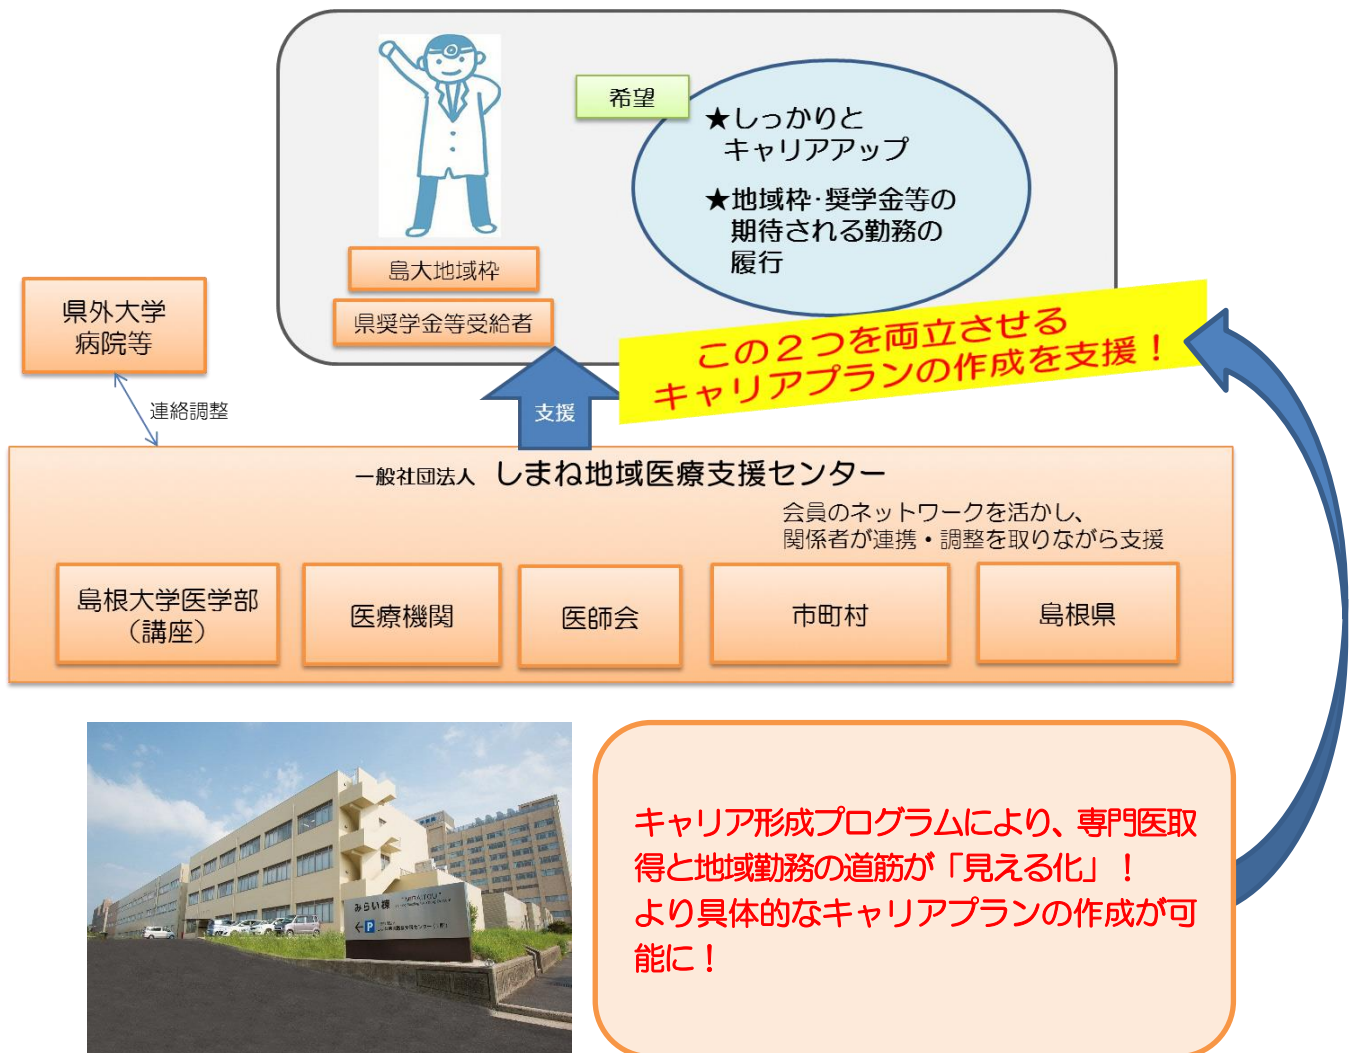 希望
★しっかりと
キャリアアップ
★地域枠・奨学金等の
期待される勤務の
履行
島大地域枠
県奨学金等受給者
県外大学
病院等
連絡調整
この２つを両立させる
キャリアプランの作成を支援！
支援
一般社団法人 しまね地域医療支援センター
会員のネットワークを活かし、
関係者が連携・調整を取りながら支援
島根大学医学部
（講座）
医療機関
医師会
市町村
島根県
みらい棟
P
キャリア形成プログラムにより、専門医取
得と地域勤務の道筋が「見える化」！
より具体的なキャリアプランの作成が可
能に！